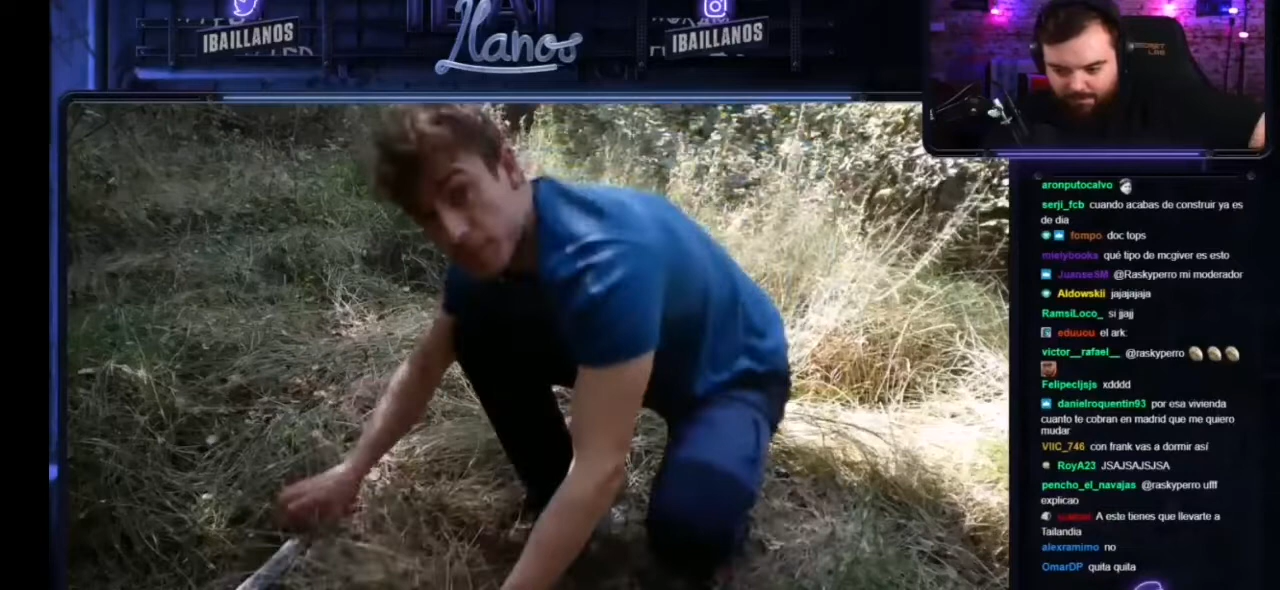 IBAILLANOS
Llanos
IBAILLANOS
aronputocalvo
serji_fcb cuando acabas de construir ya es
de dia
fompo doc tops
qué tipo de mcgiver es esto
JuanseSM @Raskyperro mi moderador
Aldowskii jajajajaja
RamsiLoco_ si jjajj
eduuou el ark:
victor__rafael__ @raskyperro
Felipecljsjs xdddd
danielroquentin93 por esa vivienda
cuanto te cobran en madrid que me quiero
mudar
VIIC_746 con frank vas a dormir así
RoyA23 JSAJSAJSJSA
pencho_el_navajas @raskyperro ufff
explicao
A este tienes que llevarte a
Tailandia
alexramimo no
OmarDP quita quita